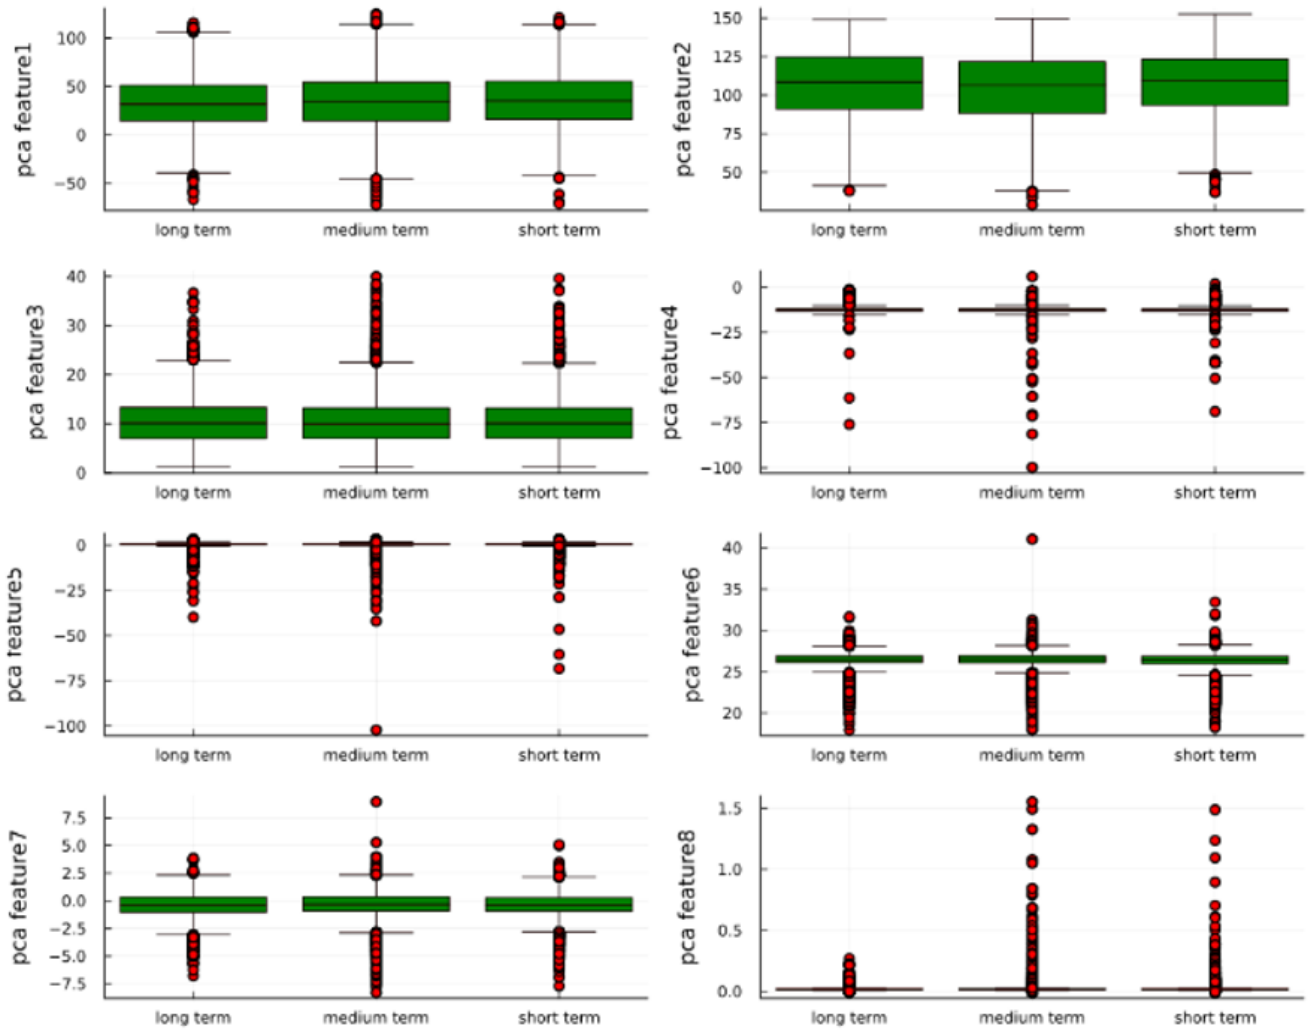 pca feature1
100
50
0
−50
long term medium term short term
pca feature2
150
125
100
75
50
long term medium term short term
pca feature3
40
30
20
10
0
long term medium term short term
pca feature4
0
−25
−50
−75
−100
long term medium term short term
pca feature5
0
−25
−50
−75
−100
long term medium term short term
pca feature6
40
35
30
25
20
long term medium term short term
pca feature7
7.5
5.0
2.5
0.0
−2.5
−5.0
−7.5
long term medium term short term
pca feature8
1.5
1.0
0.5
0.0
long term medium term short term